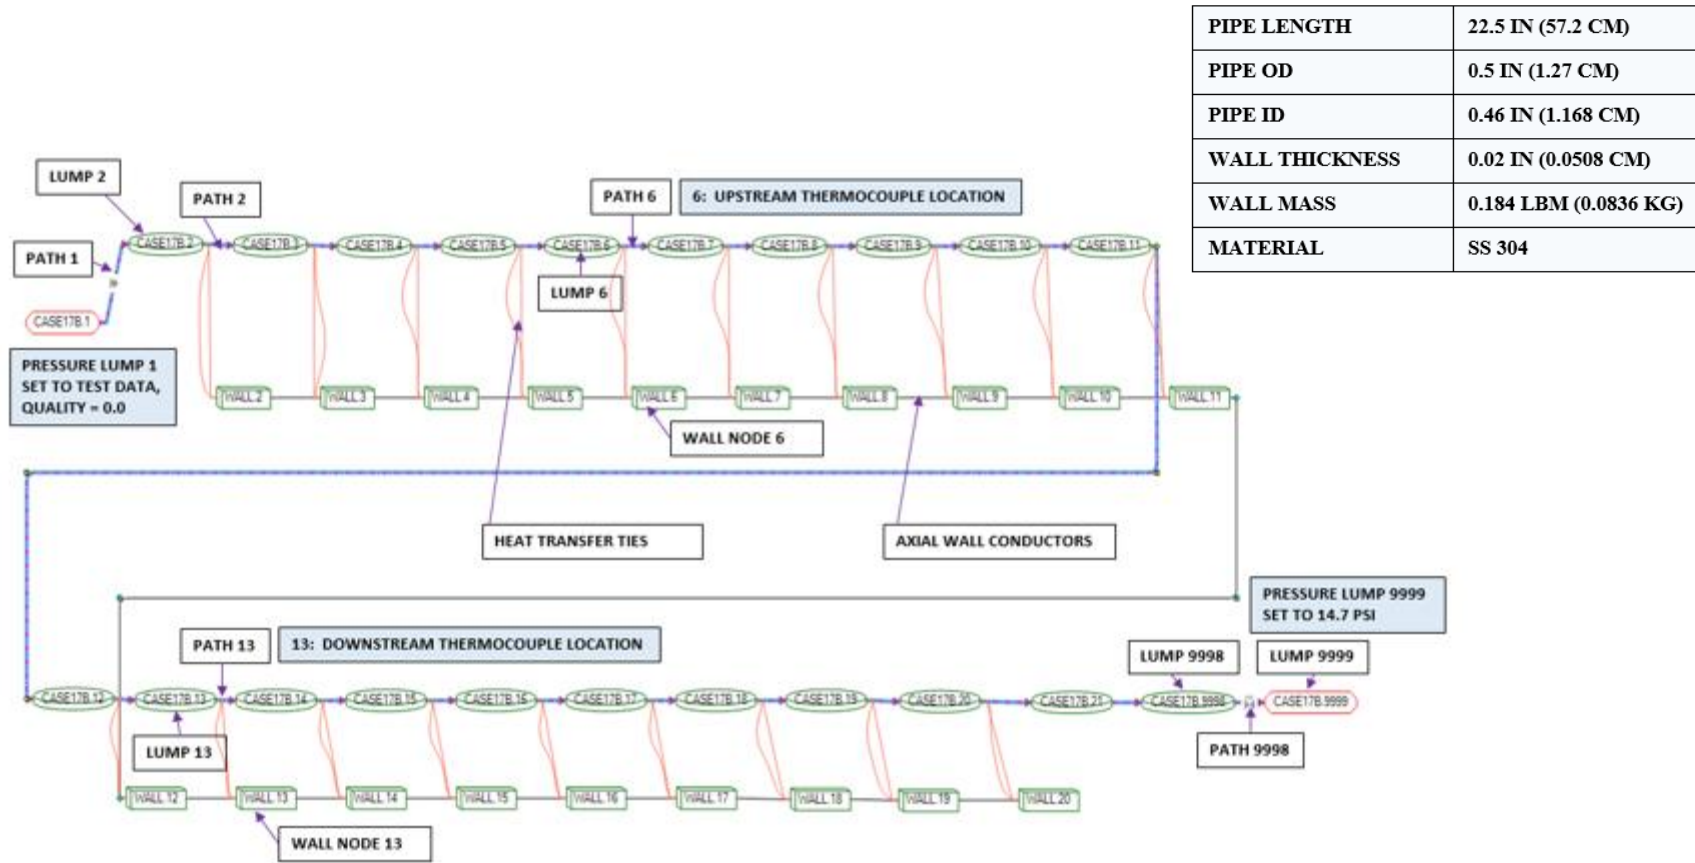 PIPE LENGTH 22.5 IN (57.2 CM)
PIPE OD 0.5 IN (1.27 CM)
PIPE ID 0.46 IN (1.168 CM)
WALL THICKNESS 0.02 IN (0.0508 CM)
WALL MASS 0.184 LBM (0.0836 KG)
MATERIAL SS 304
LUMP 2
PATH 2
PATH 6
6: UPSTREAM THERMOCOUPLE LOCATION
CASE17B.2 CASE17B.3 CASE17B.4 CASE17B.5 CASE17B.6 CASE17B.7 CASE17B.8 CASE17B.9 CASE17B.10 CASE17B.11
PATH 1
LUMP 6
CASE17B.1
PRESSURE LUMP 1
SET TO TEST DATA,
QUALITY = 0.0
WALL.2 WALL.3 WALL.4 WALL.5 WALL.6 WALL.7 WALL.8 WALL.9 WALL.10 WALL.11
WALL NODE 6
HEAT TRANSFER TIES
AXIAL WALL CONDUCTORS
PRESSURE LUMP 9999
SET TO 14.7 PSI
PATH 13
13: DOWNSTREAM THERMOCOUPLE LOCATION
LUMP 9998
LUMP 9999
CASE17B.12 CASE17B.13 CASE17B.14 CASE17B.15 CASE17B.16 CASE17B.17 CASE17B.18 CASE17B.19 CASE17B.20 CASE17B.21 CASE17B.9998 CASE17B.9999
LUMP 13
PATH 9998
WALL.12 WALL.13 WALL.14 WALL.15 WALL.16 WALL.17 WALL.18 WALL.19 WALL.20
WALL NODE 13